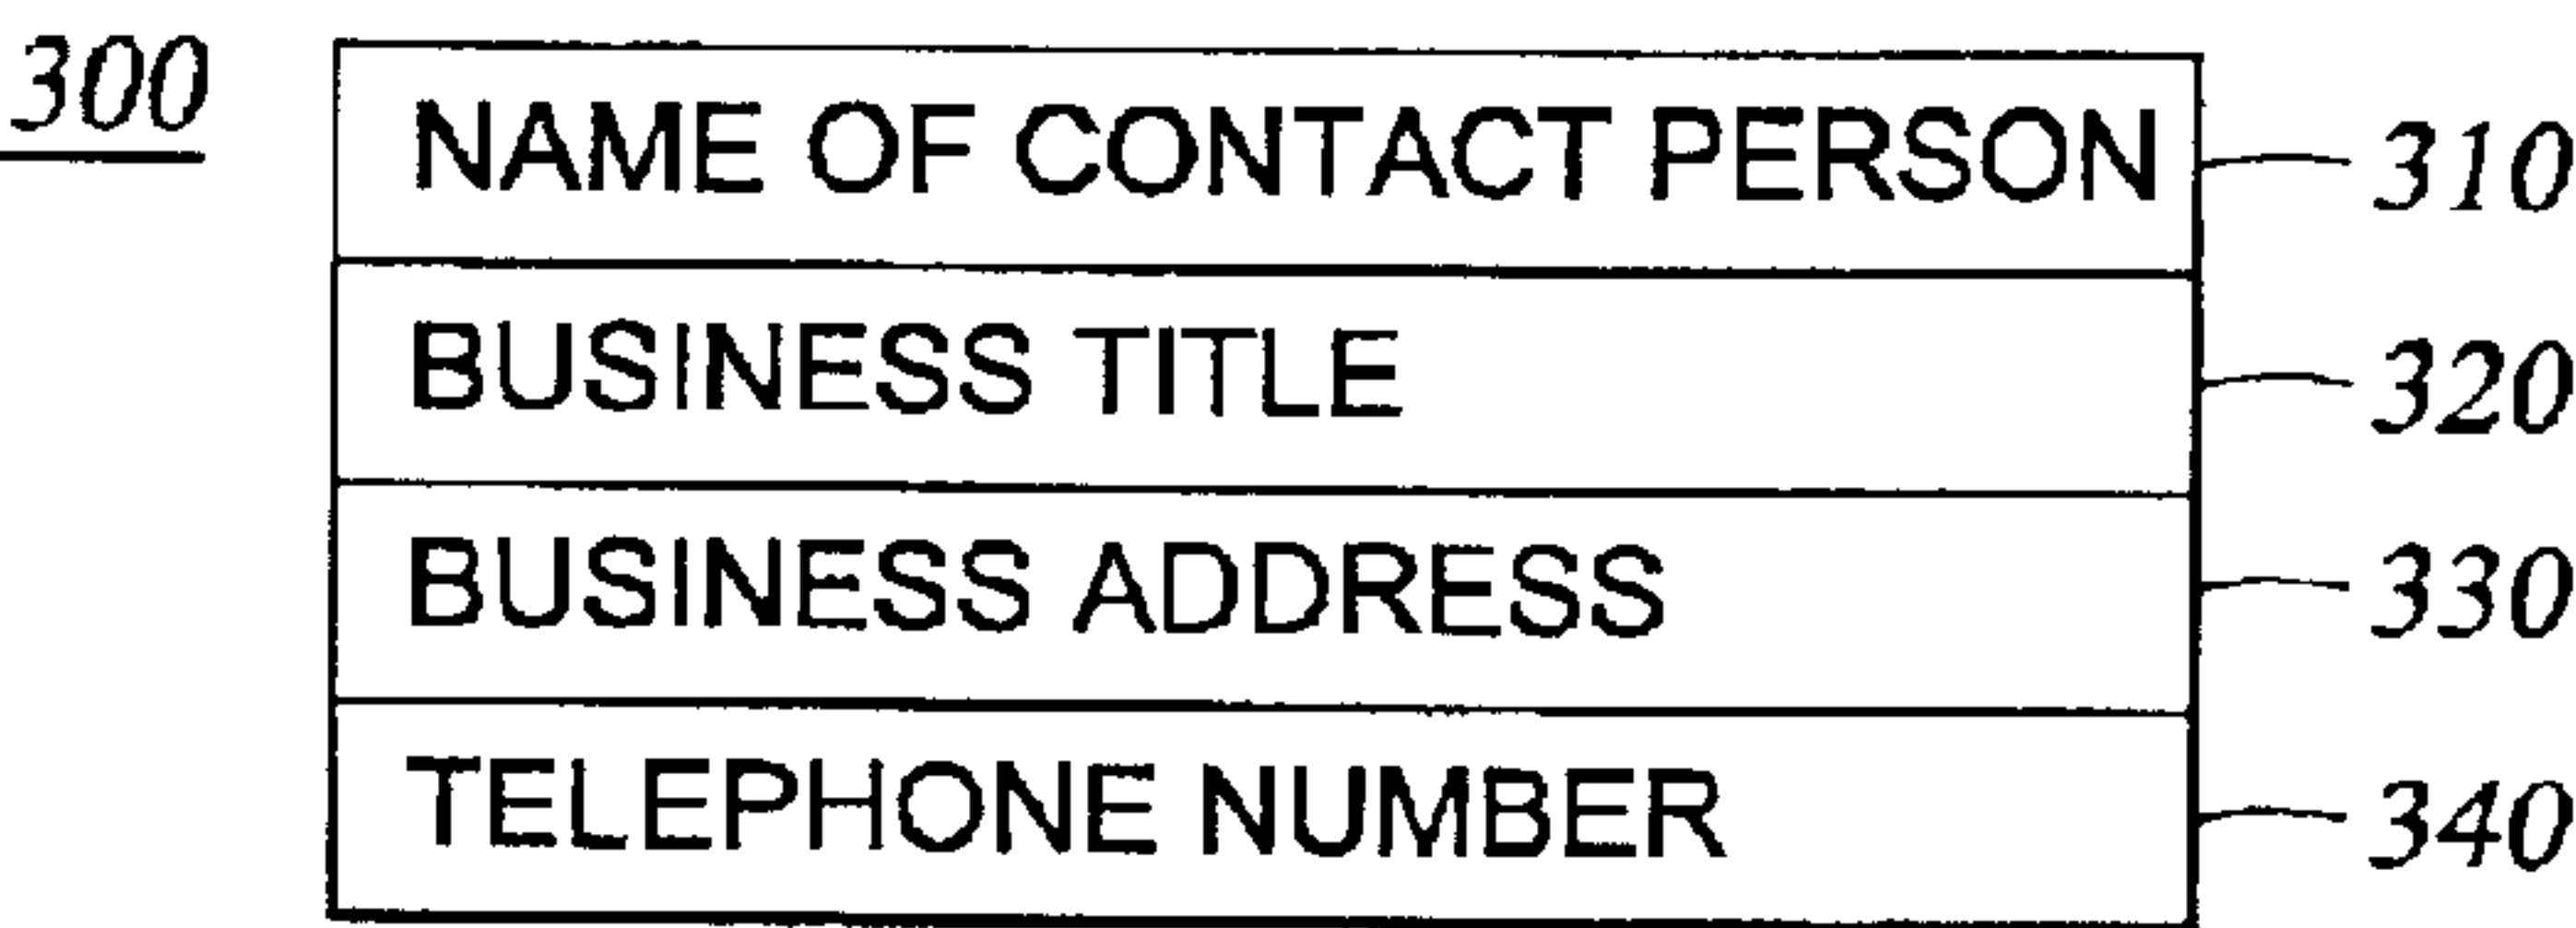 300
NAME OF CONTACT PERSON 310
BUSINESS TITLE 320
BUSINESS ADDRESS 330
TELEPHONE NUMBER 340